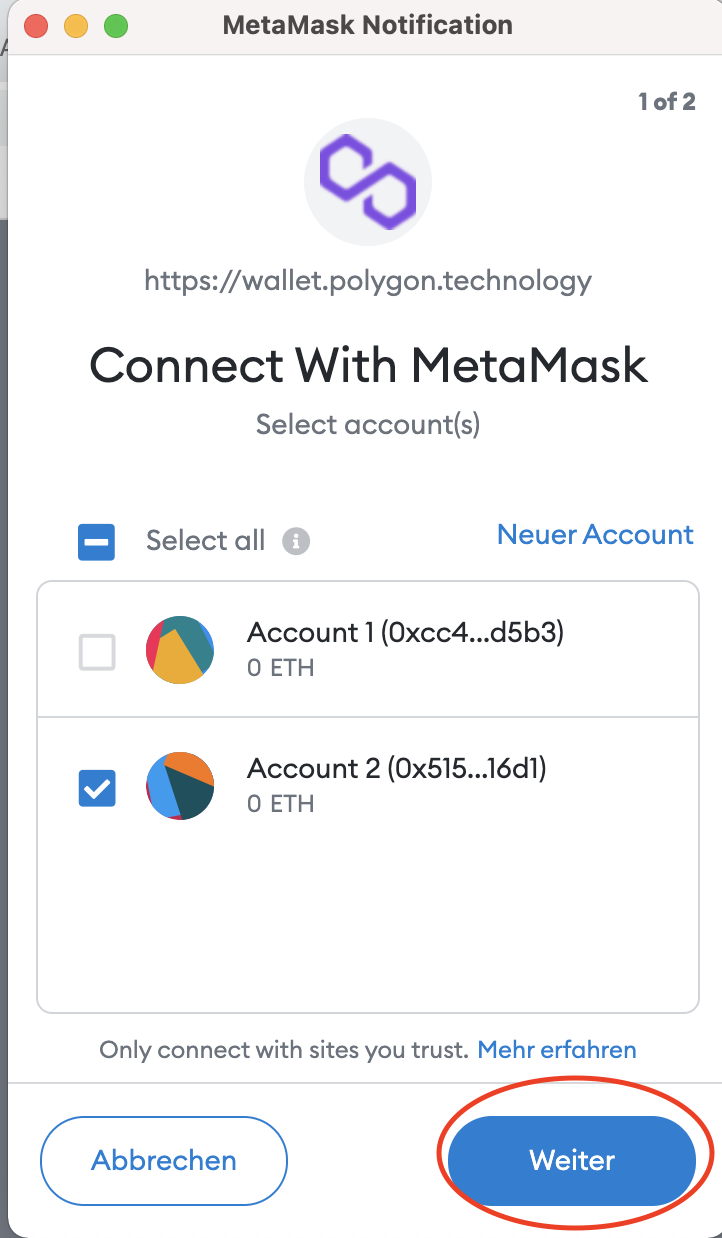 MetaMask Notification
1 of 2
https://wallet.polygon.technology
Connect With MetaMask
Select account(s)
Select all
Neuer Account
Account 1 (0xcc4...d5b3)
0 ETH
Account 2 (0x515...16d1)
0 ETH
Only connect with sites you trust. Mehr erfahren
Abbrechen
Weiter